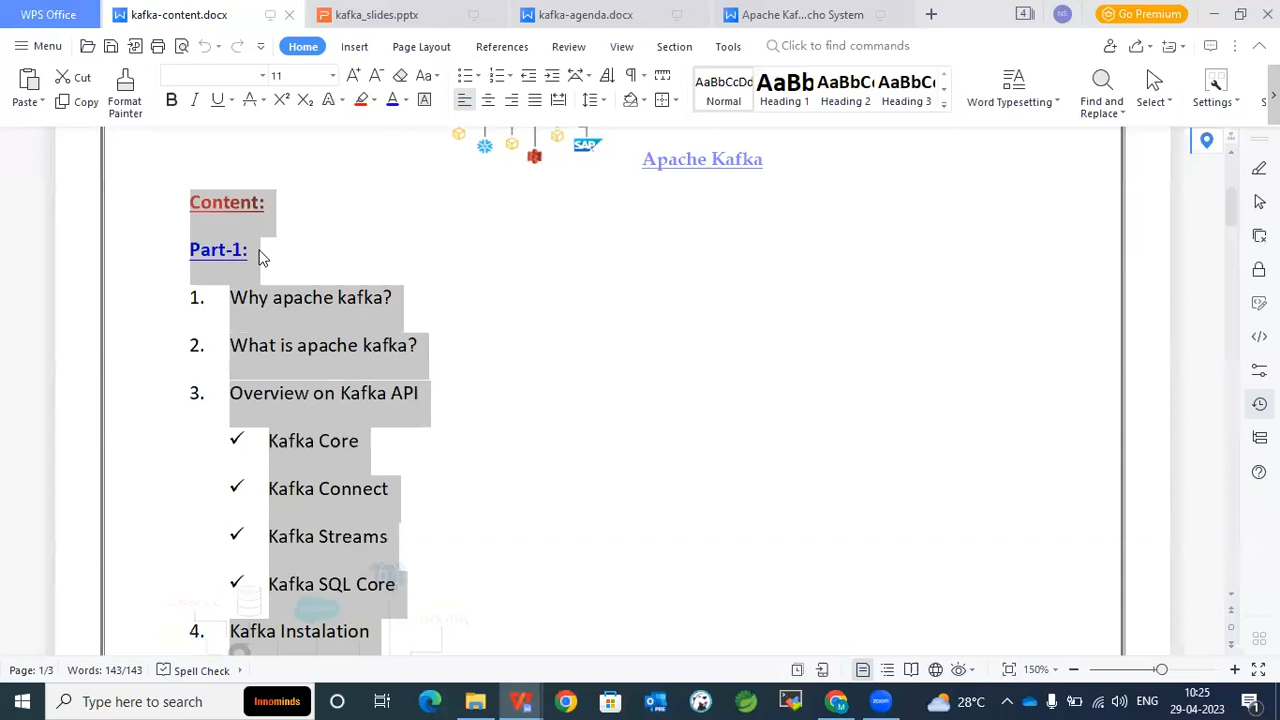 WPS Office
kafka-content.docx
kafka_slides.pptx
kafka-agenda.docx
Apache Kaf...cho System
4
NS
Go Premium
Menu
Home
Insert
Page Layout
References
Review
View
Section
Tools
Click to find commands
Paste
Cut
Copy
Format
Painter
11
AaBbCcDd
Normal
AaBb
Heading 1
AaBbC
Heading 2
AaBbC
Heading 3
Word Typesetting
Find and
Replace
Select
Settings
SAP
Apache Kafka
Content:
Part-1:
1. Why apache kafka?
2. What is apache kafka?
3. Overview on Kafka API
✓ Kafka Core
✓ Kafka Connect
✓ Kafka Streams
✓ Kafka SQL Core
4. Kafka Instalation
Page: 1/3
Words: 143/143
Spell Check
150%
Type here to search
Innominds
28°C
ENG
10:25
29-04-2023
1